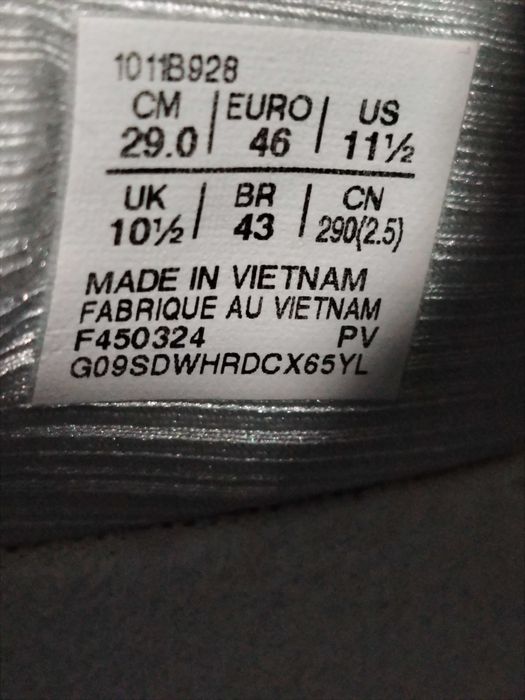 1011B928
CM | EURO | US
29.0 | 46 | 11½
UK | BR | CN
10½ | 43 | 290(2.5)
MADE IN VIETNAM
FABRIQUE AU VIETNAM
F450324 PV
G09SDWHRDCX65YL